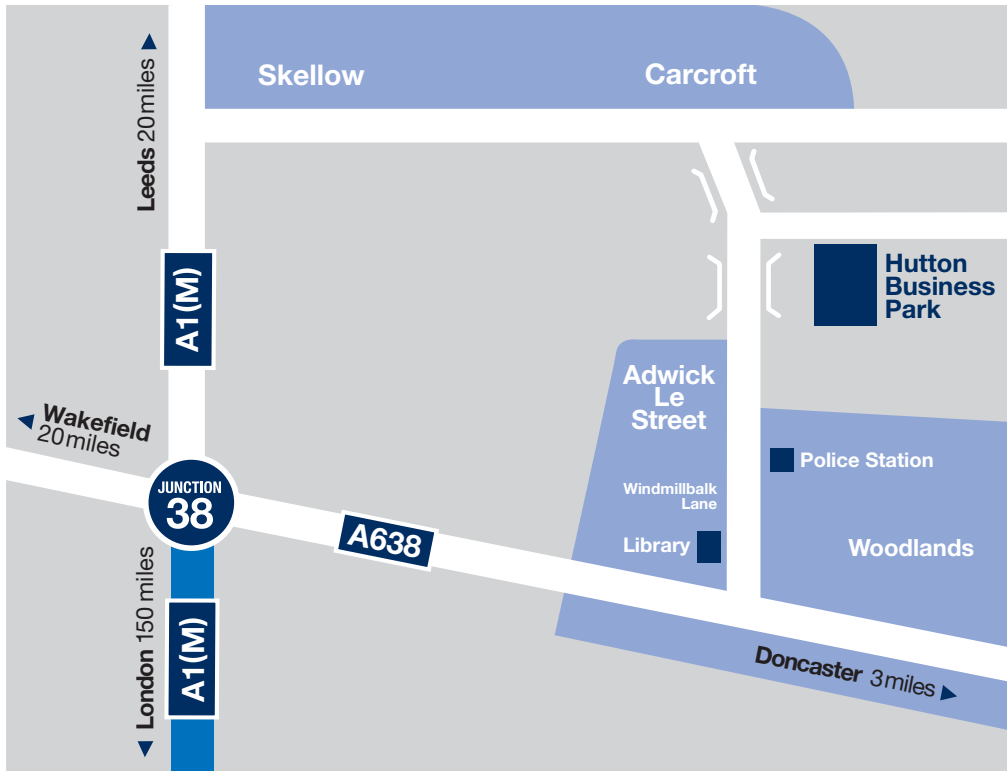 Skellow
Carcroft
Leeds 20 miles
A1(M)
Hutton
Business
Park
Adwick
Le
Street
Wakefield
20 miles
Police Station
JUNCTION
38
Windmillbalk
Lane
A638
Library
Woodlands
London 150 miles
A1(M)
Doncaster 3 miles